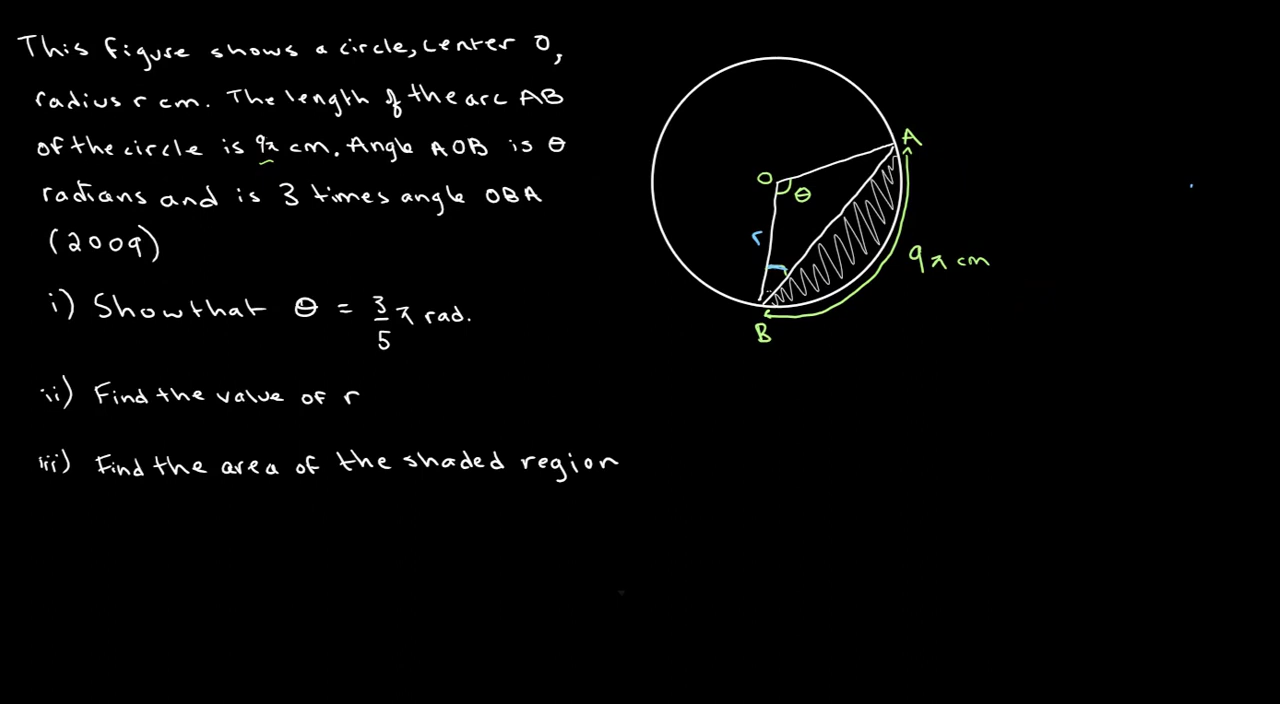 This figure shows a circle, center O,
radius r cm. The length of the arc AB
of the circle is 9π cm. Angle AOB is θ
radians and is 3 times angle OBA
(2009)
i) Show that θ = 3/5 π rad.
ii) Find the value of r
iii) Find the area of the shaded region
A
O
θ
r
9π cm
B